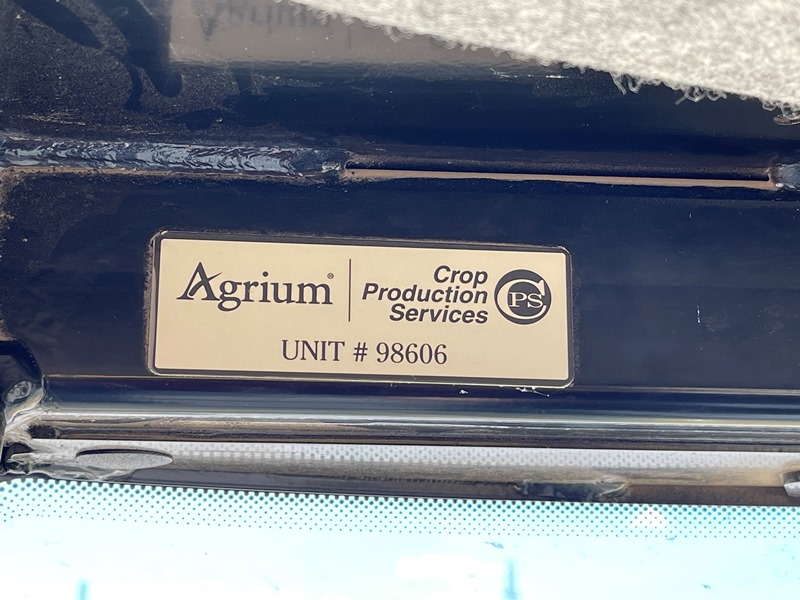 Agrium®
Crop
Production
Services
CPS
UNIT # 98606